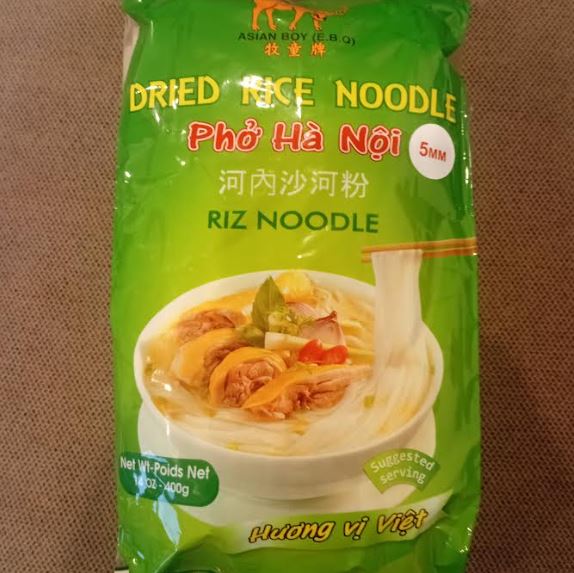 ASIAN BOY (E.B.Q)
牧童牌
DRIED RICE NOODLE
Phở Hà Nội
5MM
河內沙河粉
RIZ NOODLE
Net Wt-Poids Net
14 OZ - 400g
Suggested
serving
Hương vị Việt